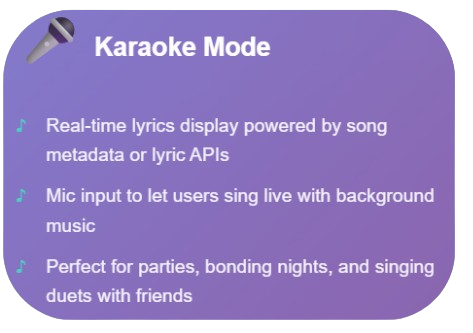 Karaoke Mode
♪ Real-time lyrics display powered by song
metadata or lyric APIs
♪ Mic input to let users sing live with background
music
♪ Perfect for parties, bonding nights, and singing
duets with friends